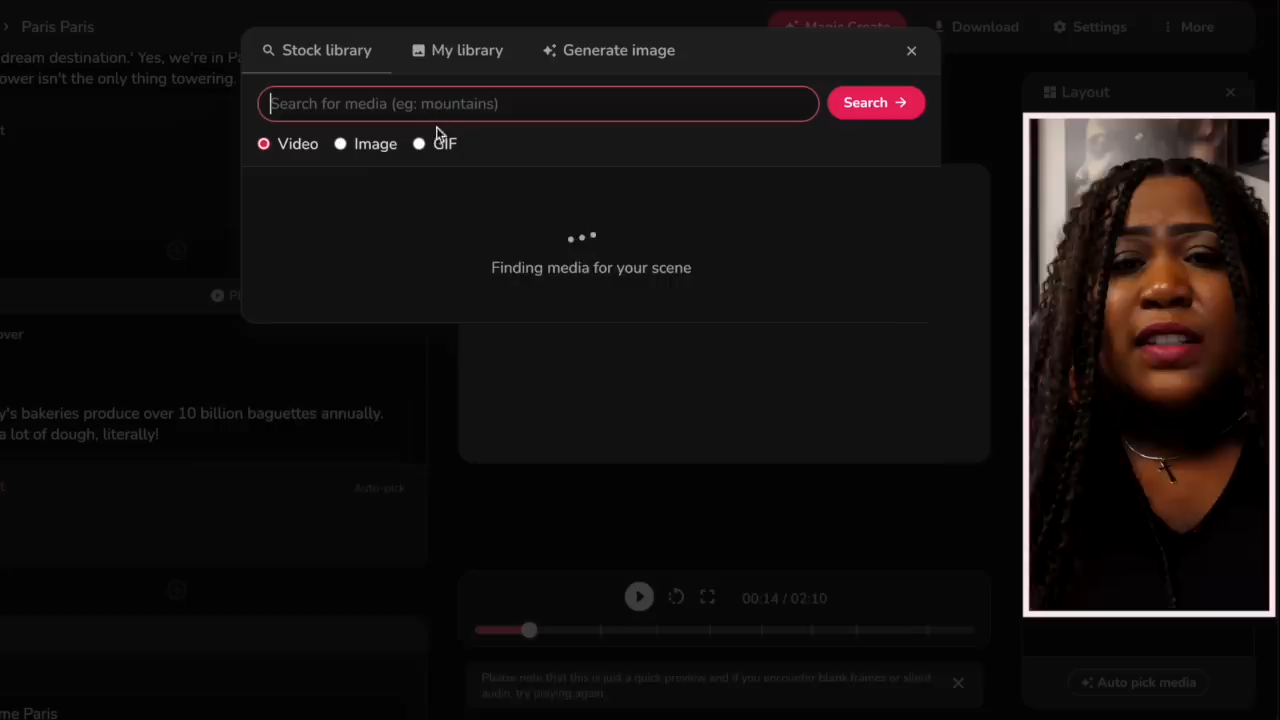 Paris Paris
Magic Create
Download
Settings
More
dream destination.' Yes, we're in Pa
ower isn't the only thing towering.
Stock library
My library
Generate image
Search for media (eg: mountains)
Search
Video
Image
GIF
Finding media for your scene
Layout
over
y's bakeries produce over 10 billion baguettes annually.
a lot of dough, literally!
Auto-pick
00:14 / 02:10
Please note that this is just a quick preview and if you encounter blank frames or silent
audio, try playing again.
Auto pick media
me Paris